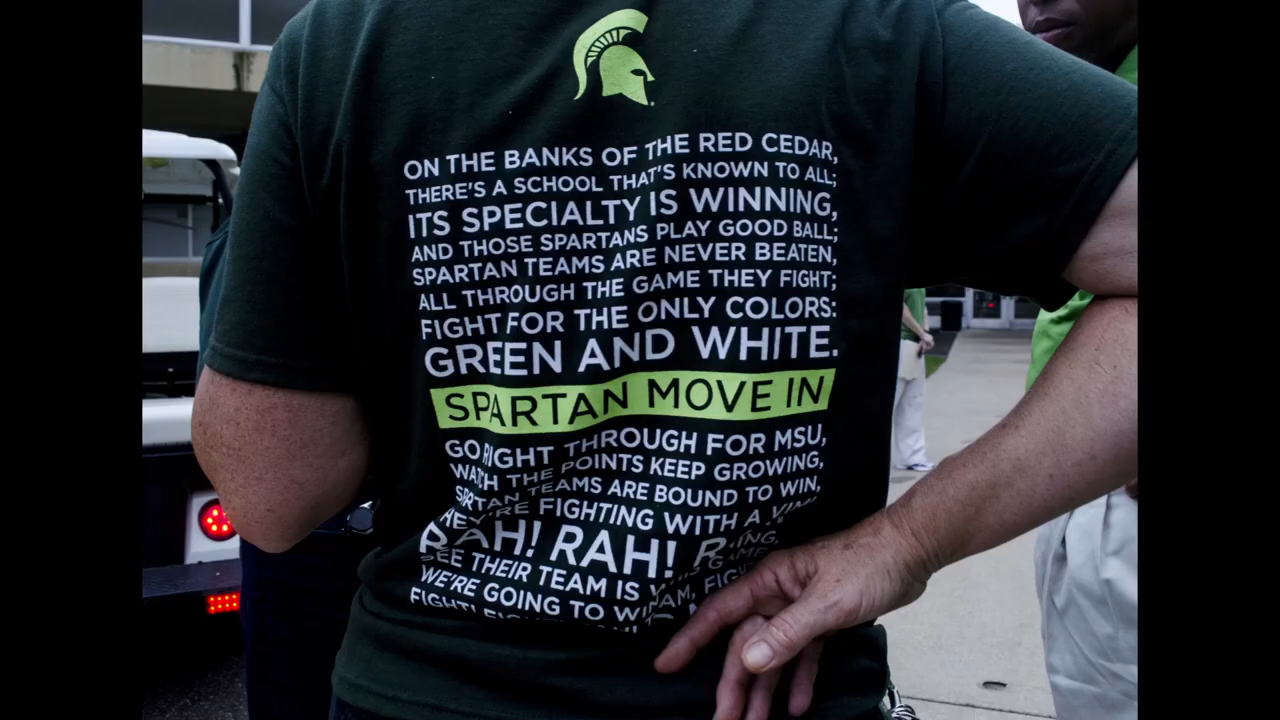 ON THE BANKS OF THE RED CEDAR,
THERE'S A SCHOOL THAT'S KNOWN TO ALL;
ITS SPECIALTY IS WINNING,
AND THOSE SPARTANS PLAY GOOD BALL;
SPARTAN TEAMS ARE NEVER BEATEN,
ALL THROUGH THE GAME THEY FIGHT;
FIGHT FOR THE ONLY COLORS:
GREEN AND WHITE.
SPARTAN MOVE IN
GO RIGHT THROUGH FOR MSU,
WATCH THE POINTS KEEP GROWING,
SPARTAN TEAMS ARE BOUND TO WIN,
FIGHTING WITH A VIM!
RAH! RAH!
SEE THEIR TEAM IS
WE'RE GOING TO WIN
FIGHT!